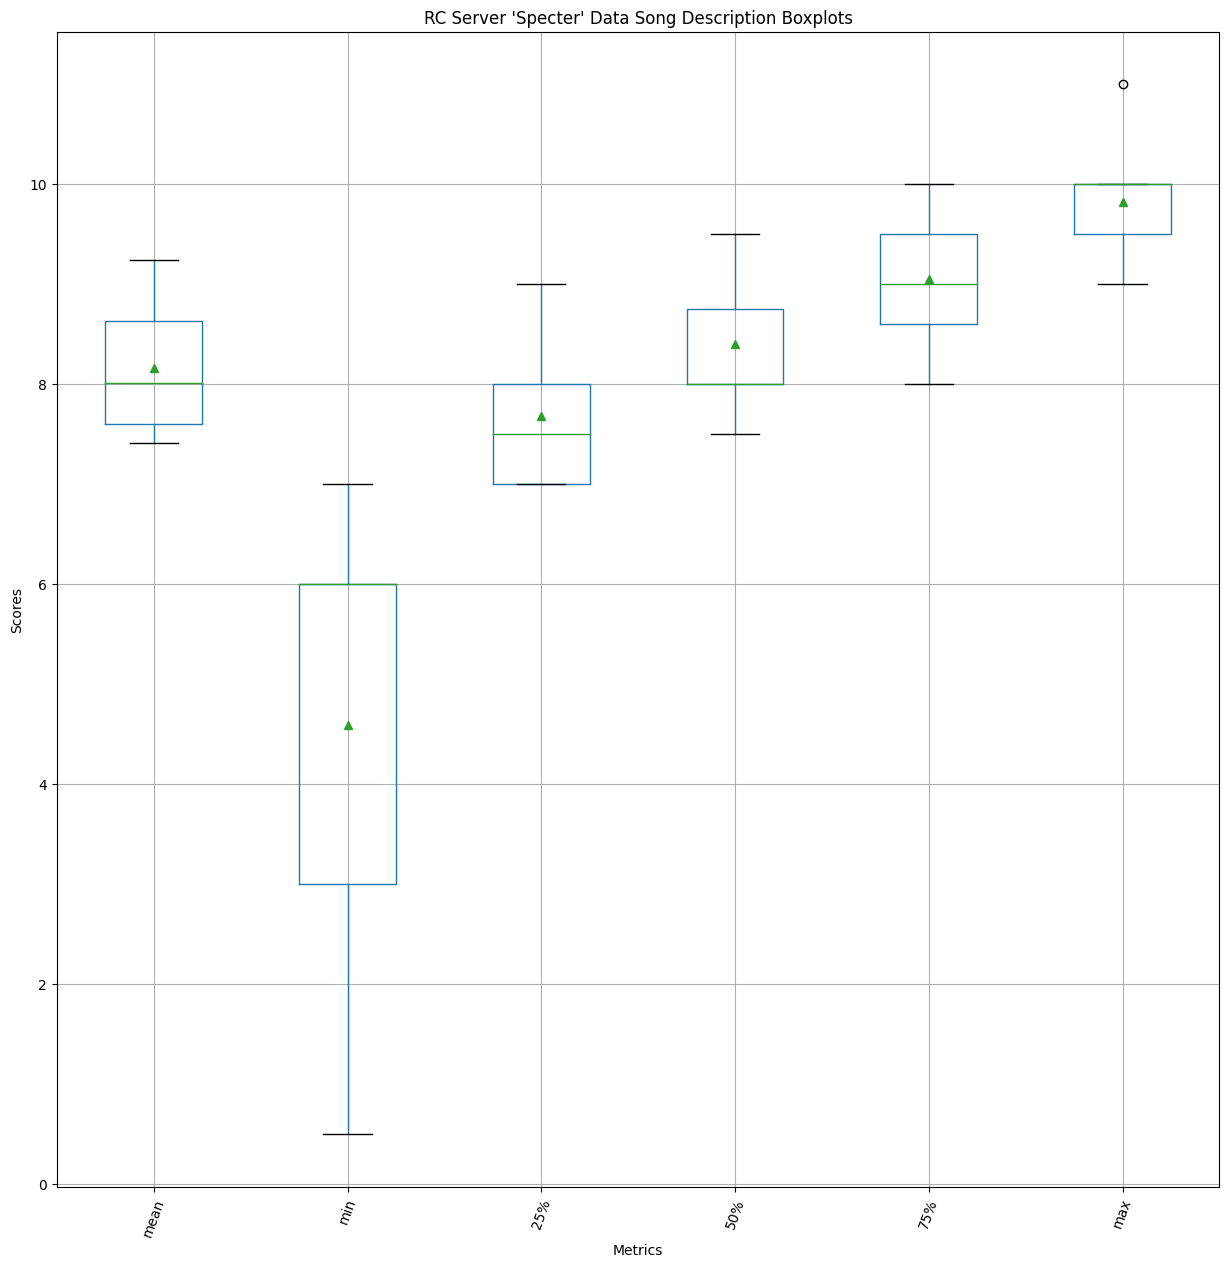 RC Server 'Specter' Data Song Description Boxplots
Scores
10
8
6
4
2
0
mean
min
25%
50%
75%
max
Metrics